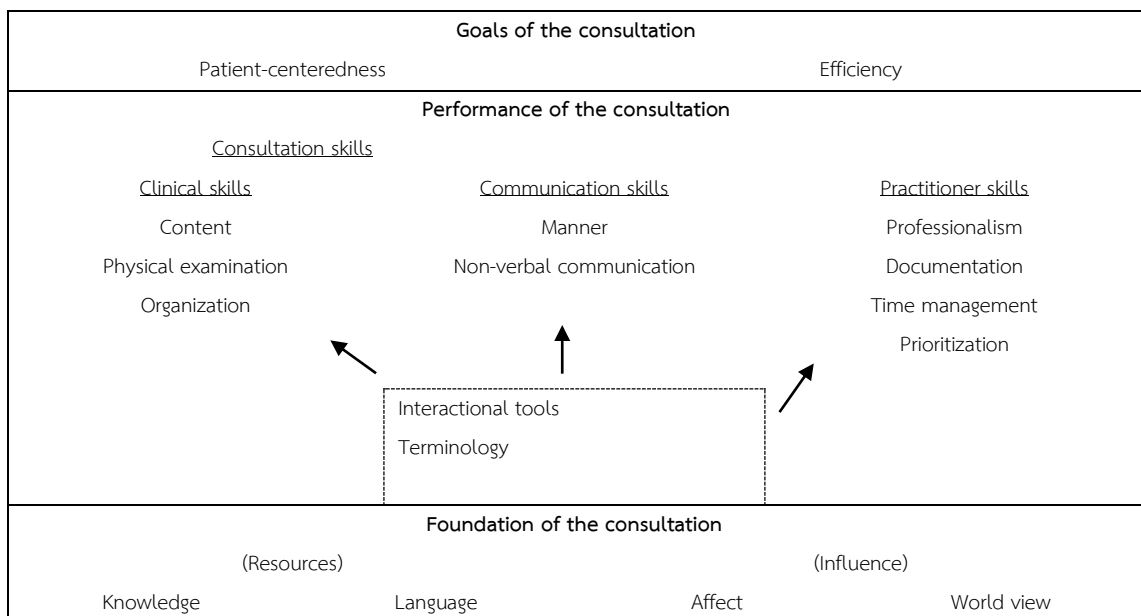 Goals of the consultation
Patient-centeredness Efficiency
Performance of the consultation
Consultation skills
Clinical skills Communication skills Practitioner skills
Content Manner Professionalism
Physical examination Non-verbal communication Documentation
Organization Time management
Prioritization
Interactional tools
Terminology
Foundation of the consultation
(Resources) (Influence)
Knowledge Language Affect World view